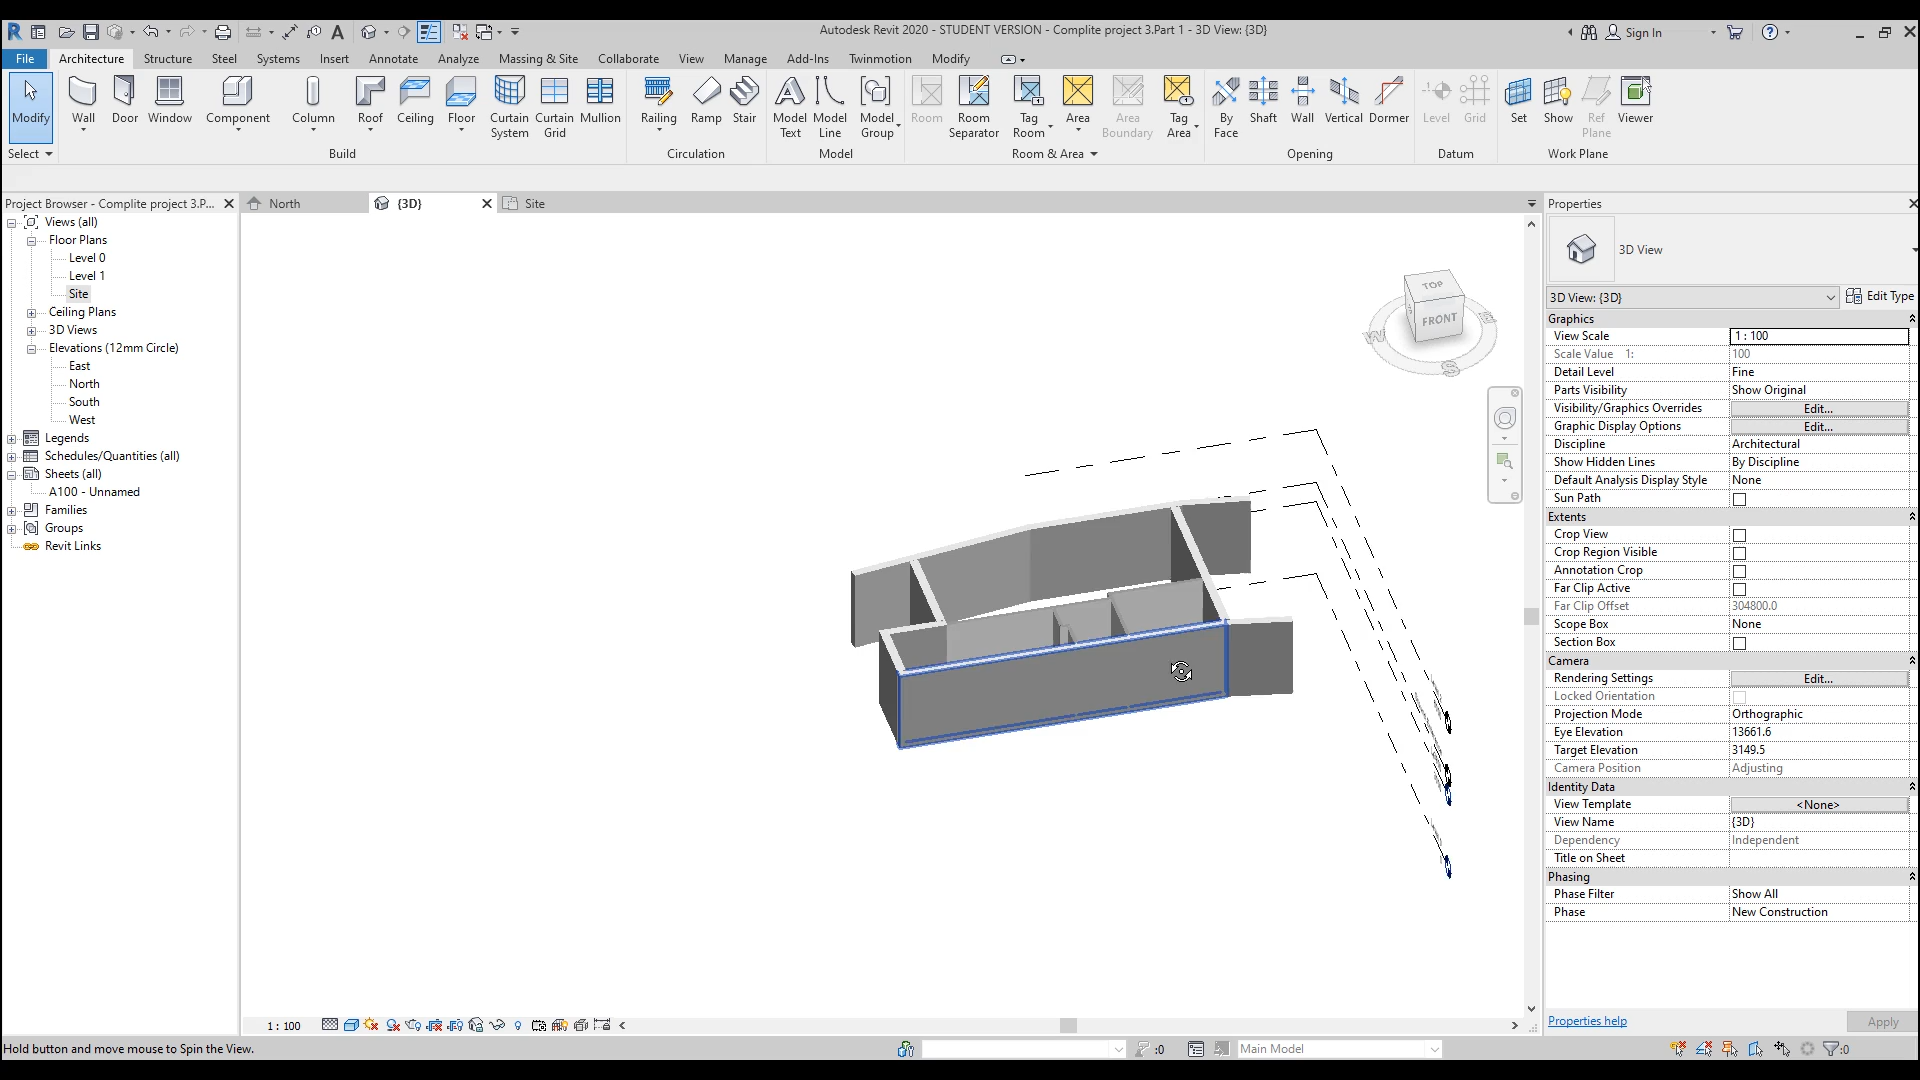 Autodesk Revit 2020 - STUDENT VERSION - Complite project 3.Part 1 - 3D View: {3D}
Sign In
File Architecture Structure Steel Systems Insert Annotate Analyze Massing & Site Collaborate View Manage Add-Ins Twinmotion Modify
Modify Wall Door Window Component Column Roof Ceiling Floor Curtain System Curtain Grid Mullion Railing Ramp Stair Model Text Model Line Model Group Room Room Separator Tag Room Area Area Boundary Tag Area By Face Shaft Wall Vertical Dormer Level Grid Set Show Ref Plane Viewer
Select Build Circulation Model Room & Area Opening Datum Work Plane
Project Browser - Complite project 3.P...
North {3D} Site
Properties
Views (all)
Floor Plans
Level 0
Level 1
Site
Ceiling Plans
3D Views
Elevations (12mm Circle)
East
North
South
West
Legends
Schedules/Quantities (all)
Sheets (all)
A100 - Unnamed
Families
Groups
Revit Links
TOP
FRONT
W
E
S
3D View
3D View: {3D} Edit Type
Graphics
View Scale 1 : 100
Scale Value 1: 100
Detail Level Fine
Parts Visibility Show Original
Visibility/Graphics Overrides Edit...
Graphic Display Options Edit...
Discipline Architectural
Show Hidden Lines By Discipline
Default Analysis Display Style None
Sun Path
Extents
Crop View
Crop Region Visible
Annotation Crop
Far Clip Active
Far Clip Offset 304800.0
Scope Box None
Section Box
Camera
Rendering Settings Edit...
Locked Orientation
Projection Mode Orthographic
Eye Elevation 13661.6
Target Elevation 3149.5
Camera Position Adjusting
Identity Data
View Template <None>
View Name {3D}
Dependency Independent
Title on Sheet
Phasing
Phase Filter Show All
Phase New Construction
Properties help Apply
1 : 100
Hold button and move mouse to Spin the View.
:0
Main Model
:0